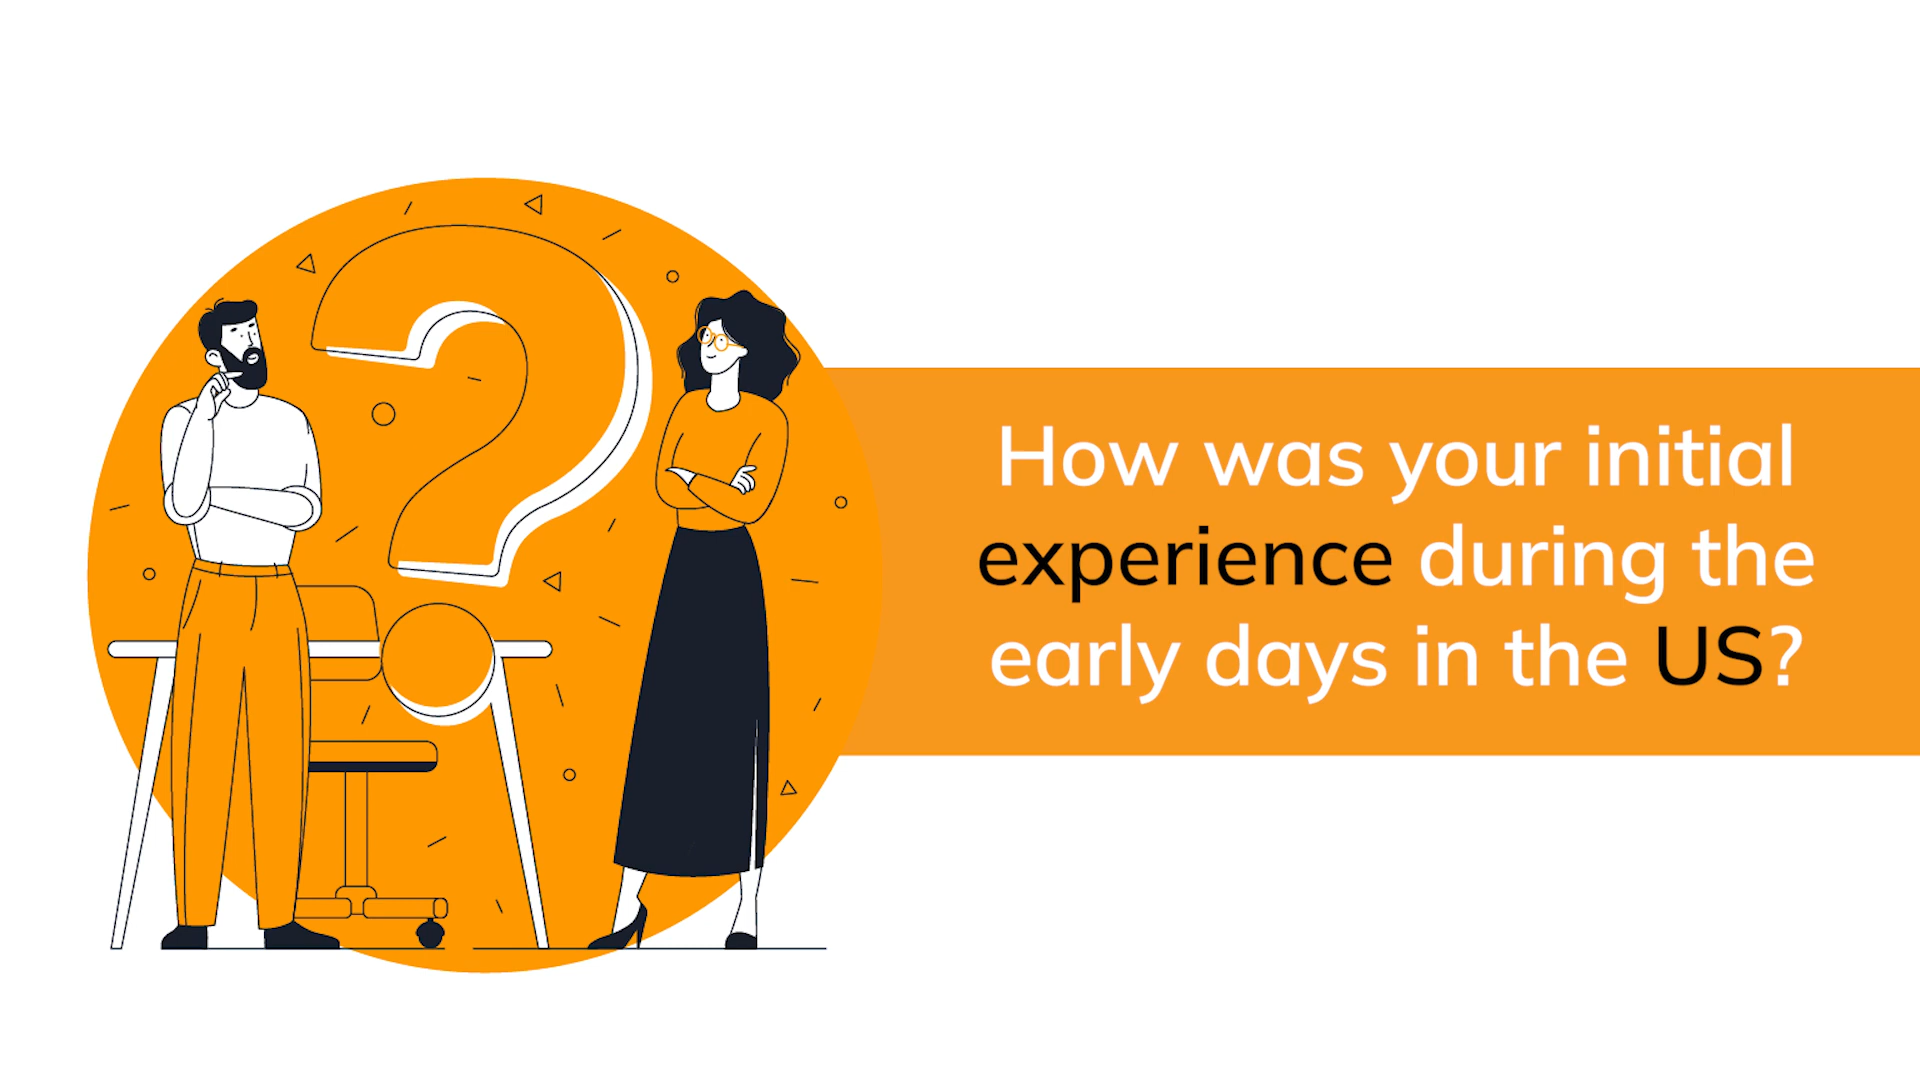 How was your initial
experience during the
early days in the US?